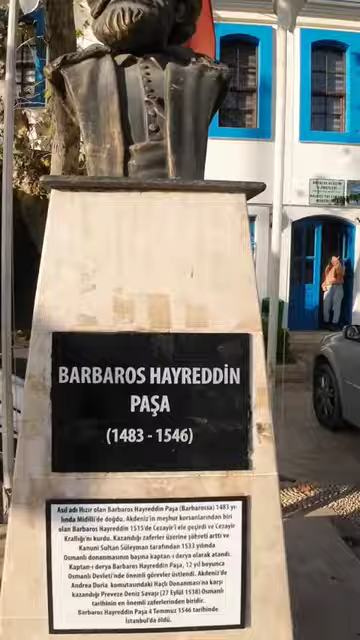 BARBAROS HAYREDDİN
PAŞA
(1483 - 1546)
Asıl adı Hızır olan Barbaros Hayreddin Paşa (Barbarossa) 1483 yı-
lında Midilli'de doğdu. Akdeniz'in meşhur korsanlarından biri
olan Barbaros Hayreddin 1515'de Cezayir'i ele geçirdi ve Cezayir
Krallığı'nı kurdu. Kazandığı zaferler üzerine şöhreti arttı ve
Kanuni Sultan Süleyman tarafından 1533 yılında
Osmanlı donanmasının başına kaptan-ı derya olarak atandı.
Kaptan-ı derya Barbaros Hayreddin Paşa, 12 yıl boyunca
Osmanlı Devleti'nde önemli görevler üstlendi. Akdeniz'de
Andrea Doria komutasındaki Haçlı Donanması'na karşı
kazandığı Preveze Deniz Savaşı (27 Eylül 1538) Osmanlı
tarihinin en önemli zaferlerinden biridir.
Barbaros Hayreddin Paşa 4 Temmuz 1546 tarihinde
İstanbul'da öldü.